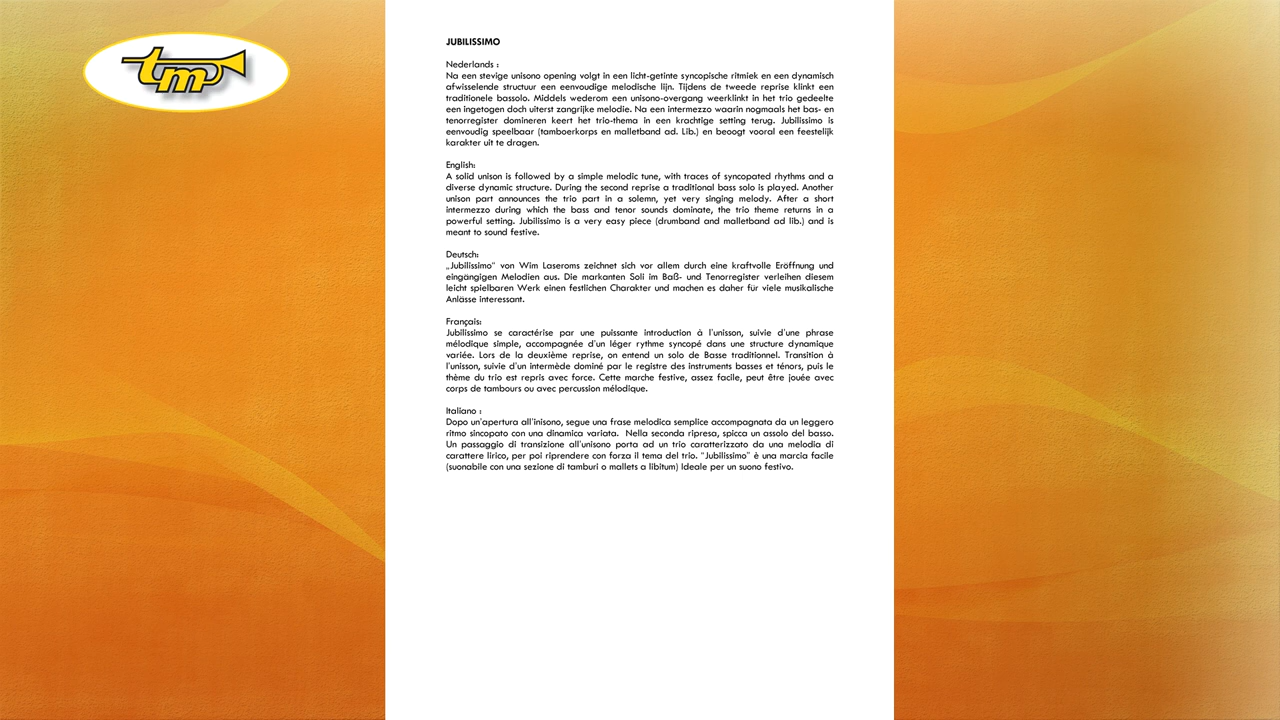 tm
JUBILISSIMO
Nederlands :
Na een stevige unisono opening volgt in een licht-getinte syncopische ritmiek en een dynamisch
afwisselende structuur een eenvoudige melodische lijn. Tijdens de tweede reprise klinkt een
traditionele bassolo. Middels wederom een unisono-overgang weerklinkt in het trio gedeelte
een ingetogen doch uiterst zangrijke melodie. Na een intermezzo waarin nogmaals het bas- en
tenorregister domineren keert het trio-thema in een krachtige setting terug. Jubilissimo is
eenvoudig speelbaar (tamboerkorps en malletband ad. Lib.) en beoogt vooral een feestelijk
karakter uit te dragen.
English:
A solid unison is followed by a simple melodic tune, with traces of syncopated rhythms and a
diverse dynamic structure. During the second reprise a traditional bass solo is played. Another
unison part announces the trio part in a solemn, yet very singing melody. After a short
intermezzo during which the bass and tenor sounds dominate, the trio theme returns in a
powerful setting. Jubilissimo is a very easy piece (drumband and malletband ad lib.) and is
meant to sound festive.
Deutsch:
„Jubilissimo" von Wim Laseroms zeichnet sich vor allem durch eine kraftvolle Eröffnung und
eingängigen Melodien aus. Die markanten Soli im Baß- und Tenorregister verleihen diesem
leicht spielbaren Werk einen festlichen Charakter und machen es daher für viele musikalische
Anlässe interessant.
Français:
Jubilissimo se caractérise par une puissante introduction à l'unisson, suivie d'une phrase
mélodique simple, accompagnée d'un léger rythme syncopé dans une structure dynamique
variée. Lors de la deuxième reprise, on entend un solo de Basse traditionnel. Transition à
l'unisson, suivie d'un intermède dominé par le registre des instruments basses et ténors, puis le
thème du trio est repris avec force. Cette marche festive, assez facile, peut être jouée avec
corps de tambours ou avec percussion mélodique.
Italiano :
Dopo un'apertura all'inisono, segue una frase melodica semplice accompagnata da un leggero
ritmo sincopato con una dinamica variata.  Nella seconda ripresa, spicca un assolo del basso.
Un passaggio di transizione all'unisono porta ad un trio caratterizzato da una melodia di
carattere lirico, per poi riprendere con forza il tema del trio. "Jubilissimo" è una marcia facile
(suonabile con una sezione di tamburi o mallets a libitum) Ideale per un suono festivo.